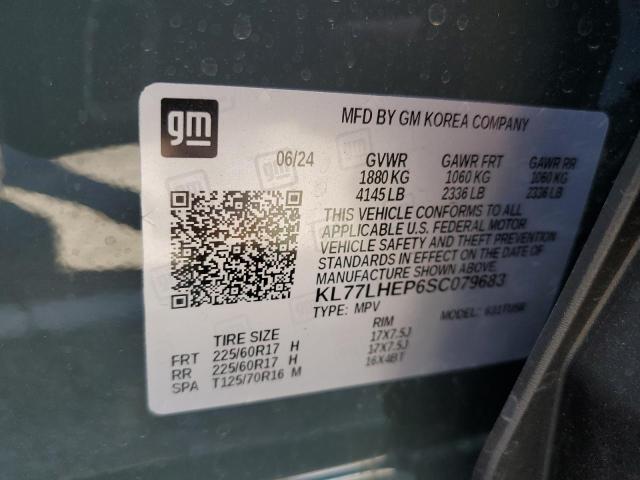 gm
MFD BY GM KOREA COMPANY
06/24 GVWR GAWR FRT GAWR RR
1880 KG 1060 KG 1060 KG
4145 LB 2336 LB 2336 LB
THIS VEHICLE CONFORMS TO ALL
APPLICABLE U.S. FEDERAL MOTOR
VEHICLE SAFETY AND THEFT PREVENTION
STANDARDS IN EFFECT ON THE DATE OF
MANUFACTURE SHOWN ABOVE.
KL77LHEP6SC079683
TYPE: MPV MODEL:
TIRE SIZE RIM
FRT 225/60R17 H 17X7.5J
RR 225/60R17 H 17X7.5J
SPA T125/70R16 M 16X4BT